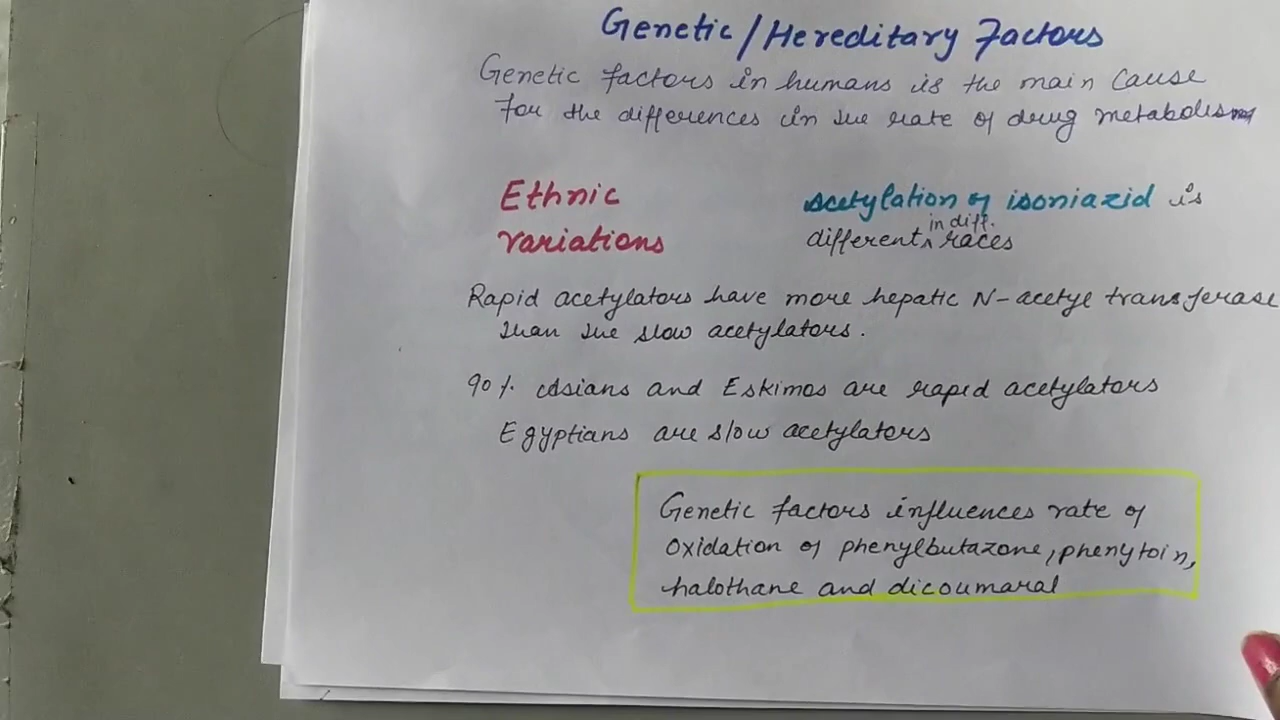 Genetic/Hereditary Factors
Genetic factors in humans is the main cause
for the differences in the rate of drug metabolism
Ethnic
variations
acetylation of isoniazid is
in diff.
different ^ races
Rapid acetylators have more hepatic N-acetyl transferase
than the slow acetylators.
90% Asians and Eskimos are rapid acetylators
Egyptians are slow acetylators
Genetic factors influences rate of
oxidation of phenylbutazone, phenytoin,
halothane and dicoumaral